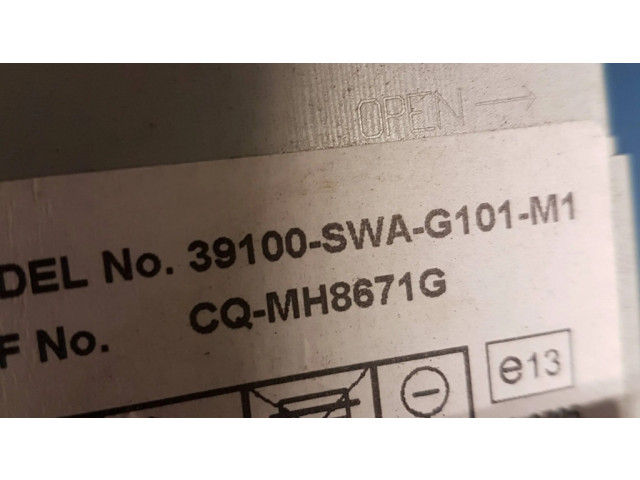 OPEN →
DEL No. 39100-SWA-G101-M1
F No. CQ-MH8671G
e13